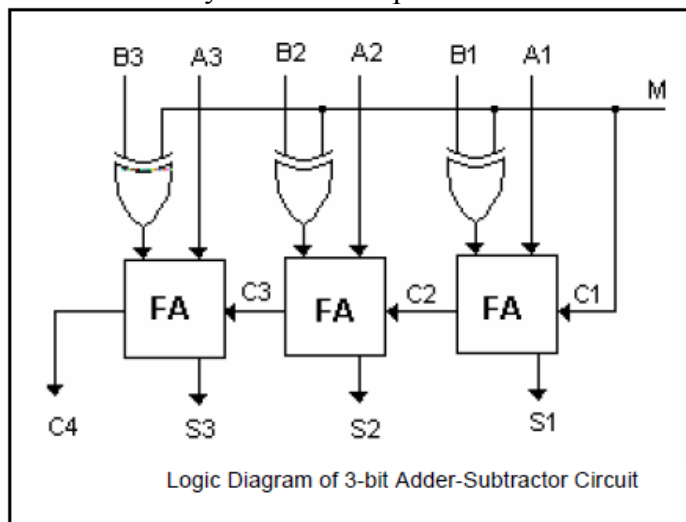 B3 A3 B2 A2 B1 A1
M
FA C3 FA C2 FA C1
C4 S3 S2 S1
Logic Diagram of 3-bit Adder-Subtractor Circuit